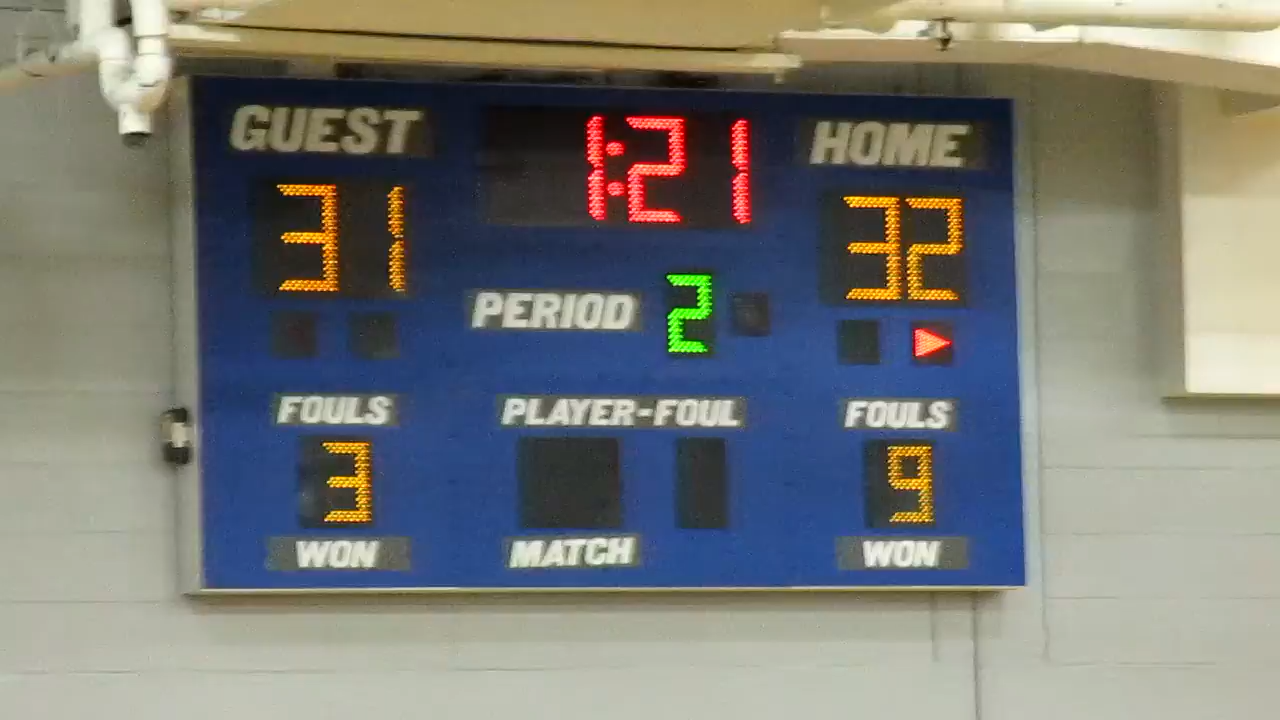 GUEST 1:21 HOME
31 32
PERIOD 2
FOULS PLAYER-FOUL FOULS
3 9
WON MATCH WON